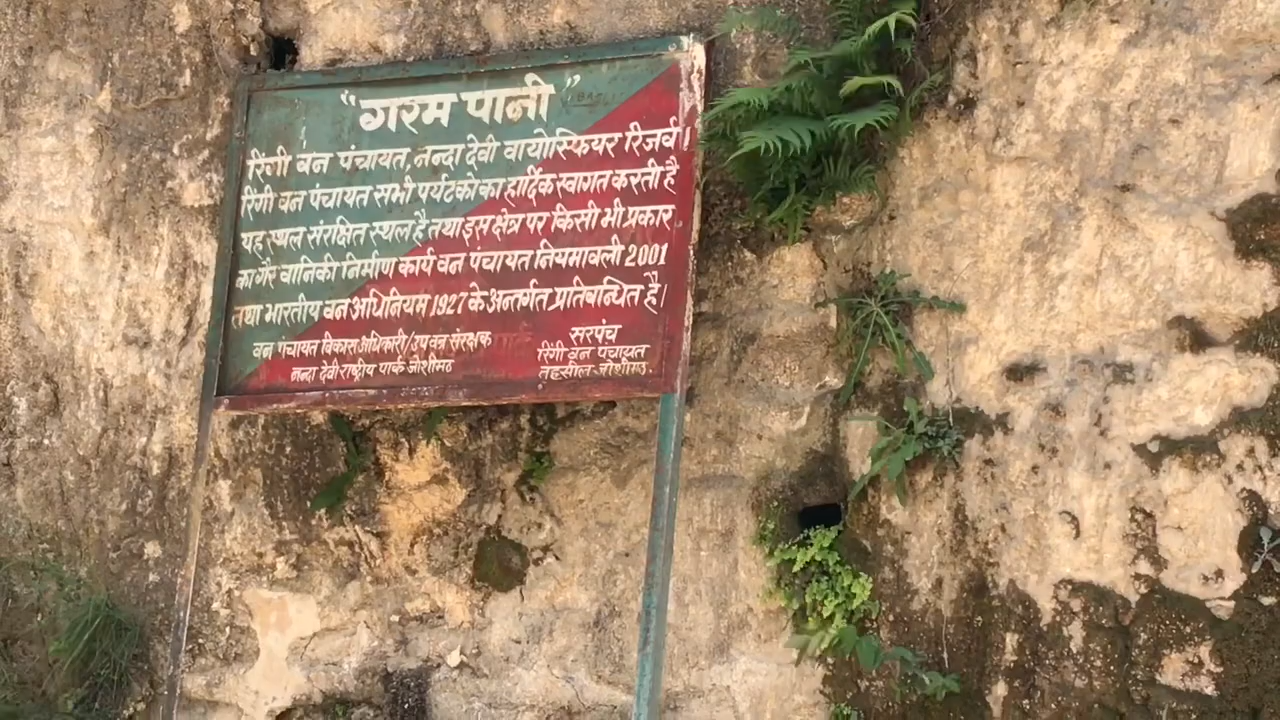 "गरम पानी"
रिंगी वन पंचायत, नन्दा देवी वायोस्फियर रिजर्व।
रिंगी वन पंचायत सभी पर्यटको का हार्दिक स्वागत करती है
यह स्थल संरक्षित स्थल है तथा इस क्षेत्र पर किसी भी प्रकार
का गैर वानिकी निर्माण कार्य वन पंचायत नियमावली 2001
तथा भारतीय वन अधिनियम 1927 के अन्तर्गत प्रतिबन्धित है।
वन पंचायत विकास अधिकारी/उप वन संरक्षक
नन्दा देवी राष्ट्रीय पार्क जोशीमठ
सरपंच
रिंगी वन पंचायत
तहसील जोशीमठ.